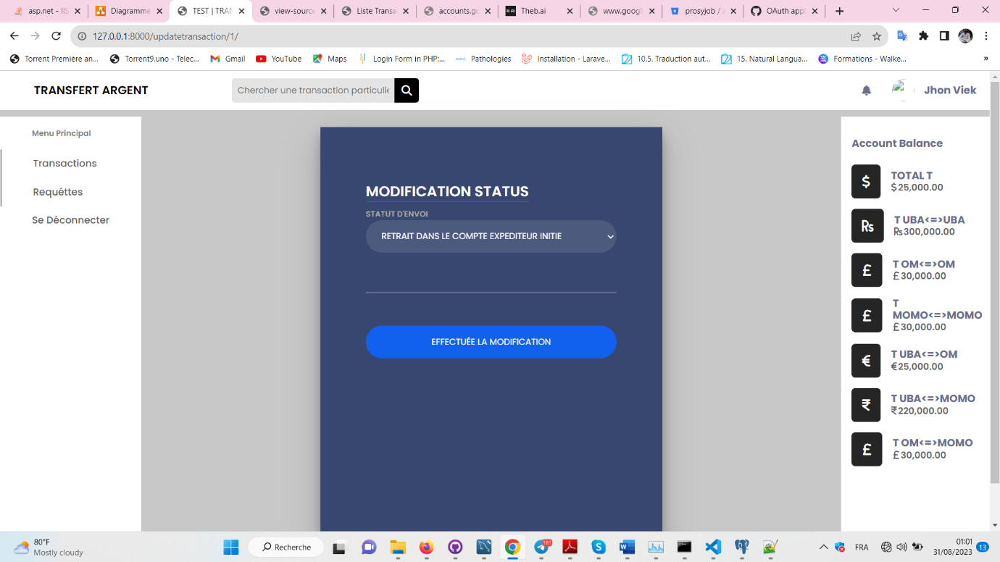 asp.net - IIS
Diagramme
TEST | TRAN
view-source
Liste Transa
accounts.go
Theb.ai
www.googl
prosyjob / a
OAuth appl
127.0.0.1:8000/updatetransaction/1/
Torrent Première an...
Torrent9.uno - Telec...
Gmail
YouTube
Maps
Login Form in PHP:...
Pathologies
Installation - Larave...
10.5. Traduction aut...
15. Natural Langua...
Formations - Walke...
»
TRANSFERT ARGENT
Chercher une transaction particuliè
Jhon Viek
Menu Principal
Transactions
Requéttes
Se Déconnecter
MODIFICATION STATUS
STATUT D'ENVOI
RETRAIT DANS LE COMPTE EXPEDITEUR INITIE
EFFECTUÉE LA MODIFICATION
Account Balance
$
TOTAL T
$25,000.00
₨
T UBA<=>UBA
₨300,000.00
£
T OM<=>OM
£30,000.00
£
T
MOMO<=>MOMO
£30,000.00
€
T UBA<=>OM
€25,000.00
₹
T UBA<=>MOMO
₹220,000.00
£
T OM<=>MOMO
£30,000.00
80°F
Mostly cloudy
Recherche
181
FRA
01:01
31/08/2023
13